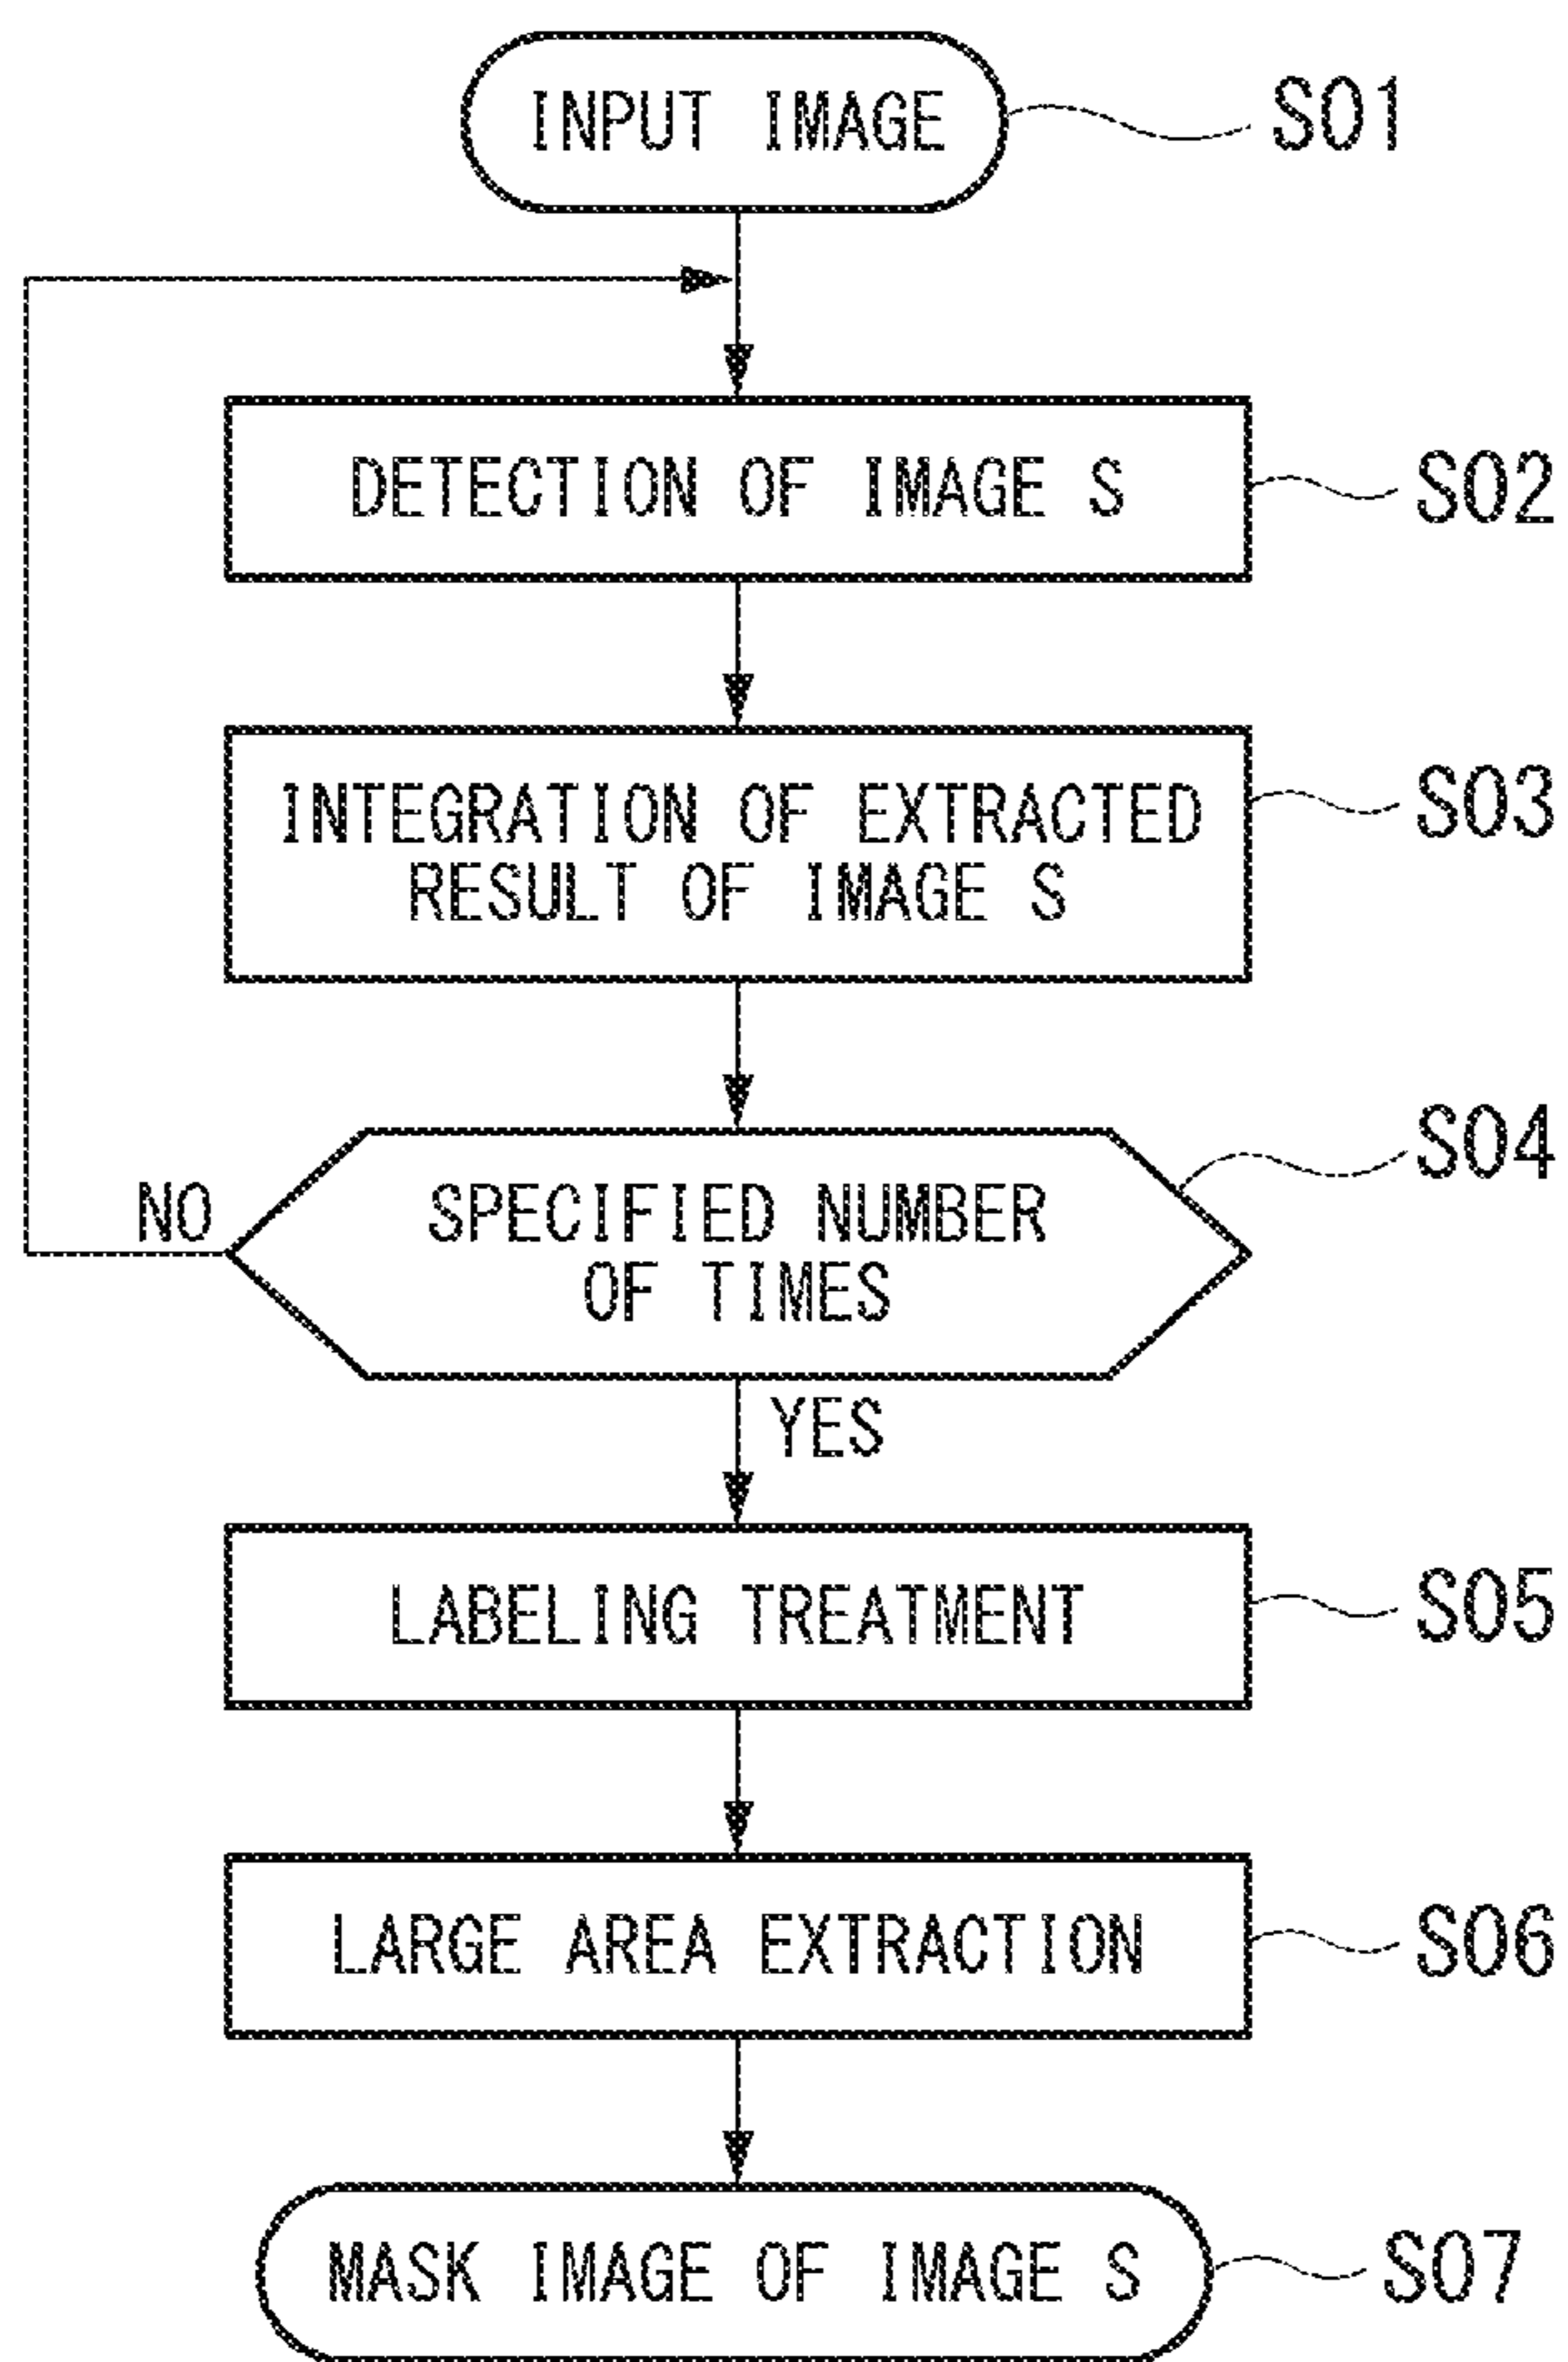 INPUT IMAGE
S01
DETECTION OF IMAGE S
S02
INTEGRATION OF EXTRACTED
RESULT OF IMAGE S
S03
SPECIFIED NUMBER
OF TIMES
S04
NO
YES
LABELING TREATMENT
S05
LARGE AREA EXTRACTION
S06
MASK IMAGE OF IMAGE S
S07